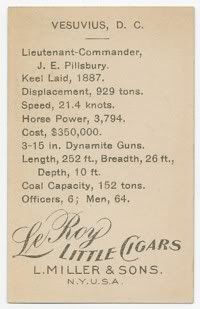 VESUVIUS, D. C.
Lieutenant-Commander,
J. E. Pillsbury.
Keel Laid, 1887.
Displacement, 929 tons.
Speed, 21.4 knots.
Horse Power, 3,794.
Cost, $350,000.
3-15 in. Dynamite Guns.
Length, 252 ft., Breadth, 26 ft.,
Depth, 10 ft.
Coal Capacity, 152 tons.
Officers, 6; Men, 64.
Le Roy
LITTLE CIGARS
L. MILLER & SONS.
N.Y. U.S.A.